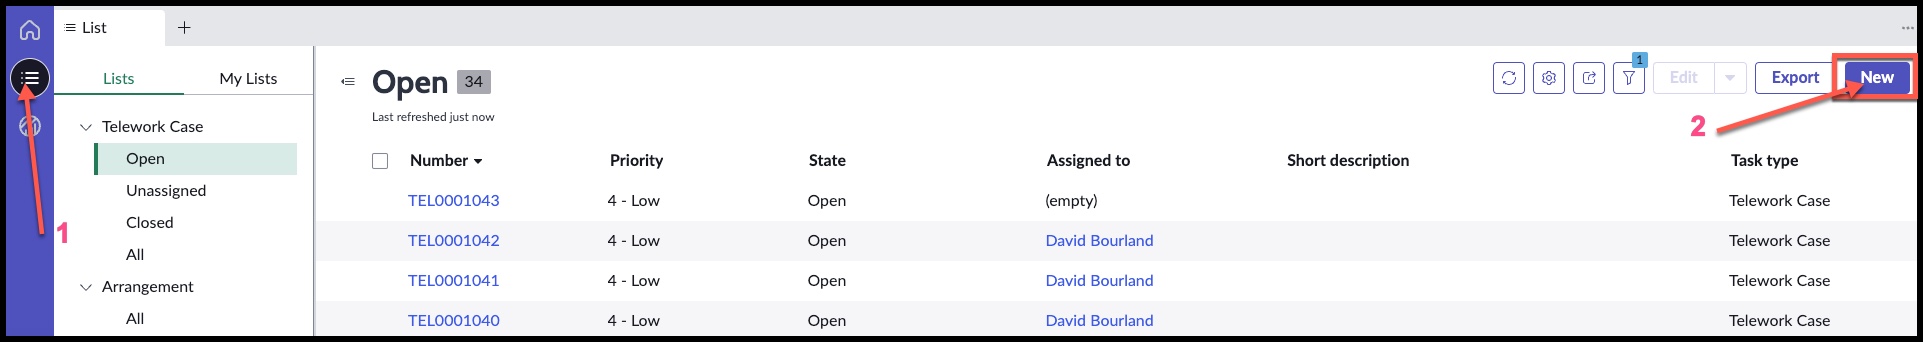 List
Lists My Lists
Telework Case
Open
Unassigned
Closed
All
Arrangement
All
1
Open 34
Last refreshed just now
1
Edit Export New
2
Number Priority State Assigned to Short description Task type
TEL0001043 4 - Low Open (empty) Telework Case
TEL0001042 4 - Low Open David Bourland Telework Case
TEL0001041 4 - Low Open David Bourland Telework Case
TEL0001040 4 - Low Open David Bourland Telework Case